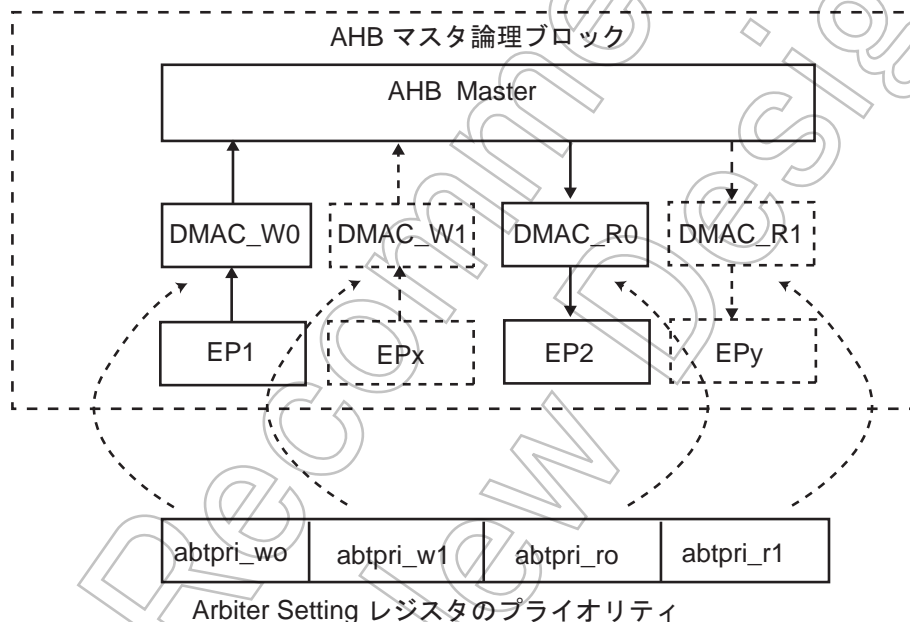 AHB マスタ論理ブロック
AHB Master
DMAC_W0 DMAC_W1 DMAC_R0 DMAC_R1
EP1 EPx EP2 EPy
abtpri_wo abtpri_w1 abtpri_ro abtpri_r1
Arbiter Setting レジスタのプライオリティ